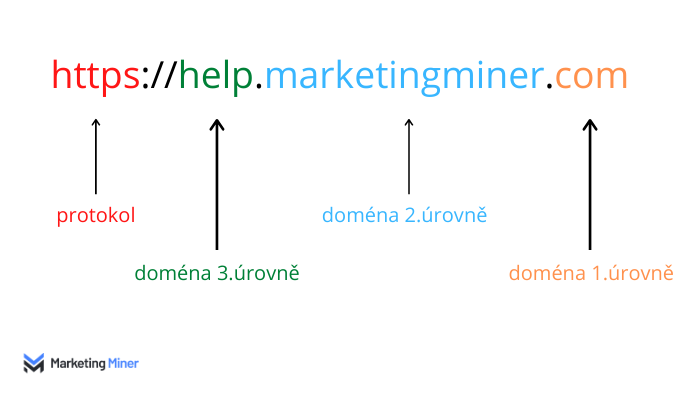 https://help.marketingminer.com
protokol
doména 2.úrovně
doména 3.úrovně
doména 1.úrovně
Marketing Miner